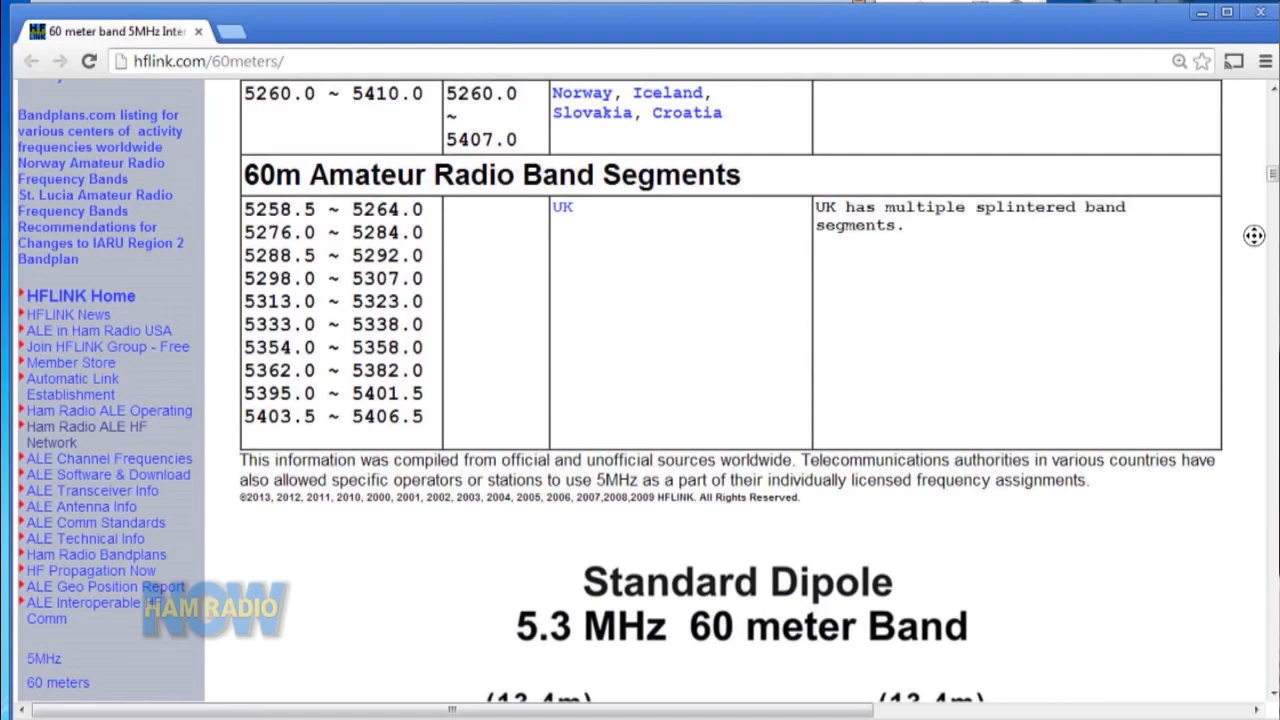 60 meter band 5MHz Inter
hflink.com/60meters/
Bandplans.com listing for
various centers of activity
frequencies worldwide
Norway Amateur Radio
Frequency Bands
St. Lucia Amateur Radio
Frequency Bands
Recommendations for
Changes to IARU Region 2
Bandplan
HFLINK Home
HFLINK News
ALE in Ham Radio USA
Join HFLINK Group - Free
Member Store
Automatic Link
Establishment
Ham Radio ALE Operating
Ham Radio ALE HF
Network
ALE Channel Frequencies
ALE Software & Download
ALE Transceiver Info
ALE Antenna Info
ALE Comm Standards
ALE Technical Info
Ham Radio Bandplans
HF Propagation Now
ALE Geo Position Report
ALE Interoperable
Comm
5MHz
60 meters
5260.0 ~ 5410.0
5260.0
~
5407.0
Norway, Iceland,
Slovakia, Croatia
60m Amateur Radio Band Segments
5258.5 ~ 5264.0
5276.0 ~ 5284.0
5288.5 ~ 5292.0
5298.0 ~ 5307.0
5313.0 ~ 5323.0
5333.0 ~ 5338.0
5354.0 ~ 5358.0
5362.0 ~ 5382.0
5395.0 ~ 5401.5
5403.5 ~ 5406.5
UK
UK has multiple splintered band
segments.
This information was compiled from official and unofficial sources worldwide. Telecommunications authorities in various countries have
also allowed specific operators or stations to use 5MHz as a part of their individually licensed frequency assignments.
©2013, 2012, 2011, 2010, 2000, 2001, 2002, 2003, 2004, 2005, 2006, 2007,2008,2009 HFLINK. All Rights Reserved.
Standard Dipole
5.3 MHz 60 meter Band
(13.4m) (13.4m)
HAM RADIO
NOW